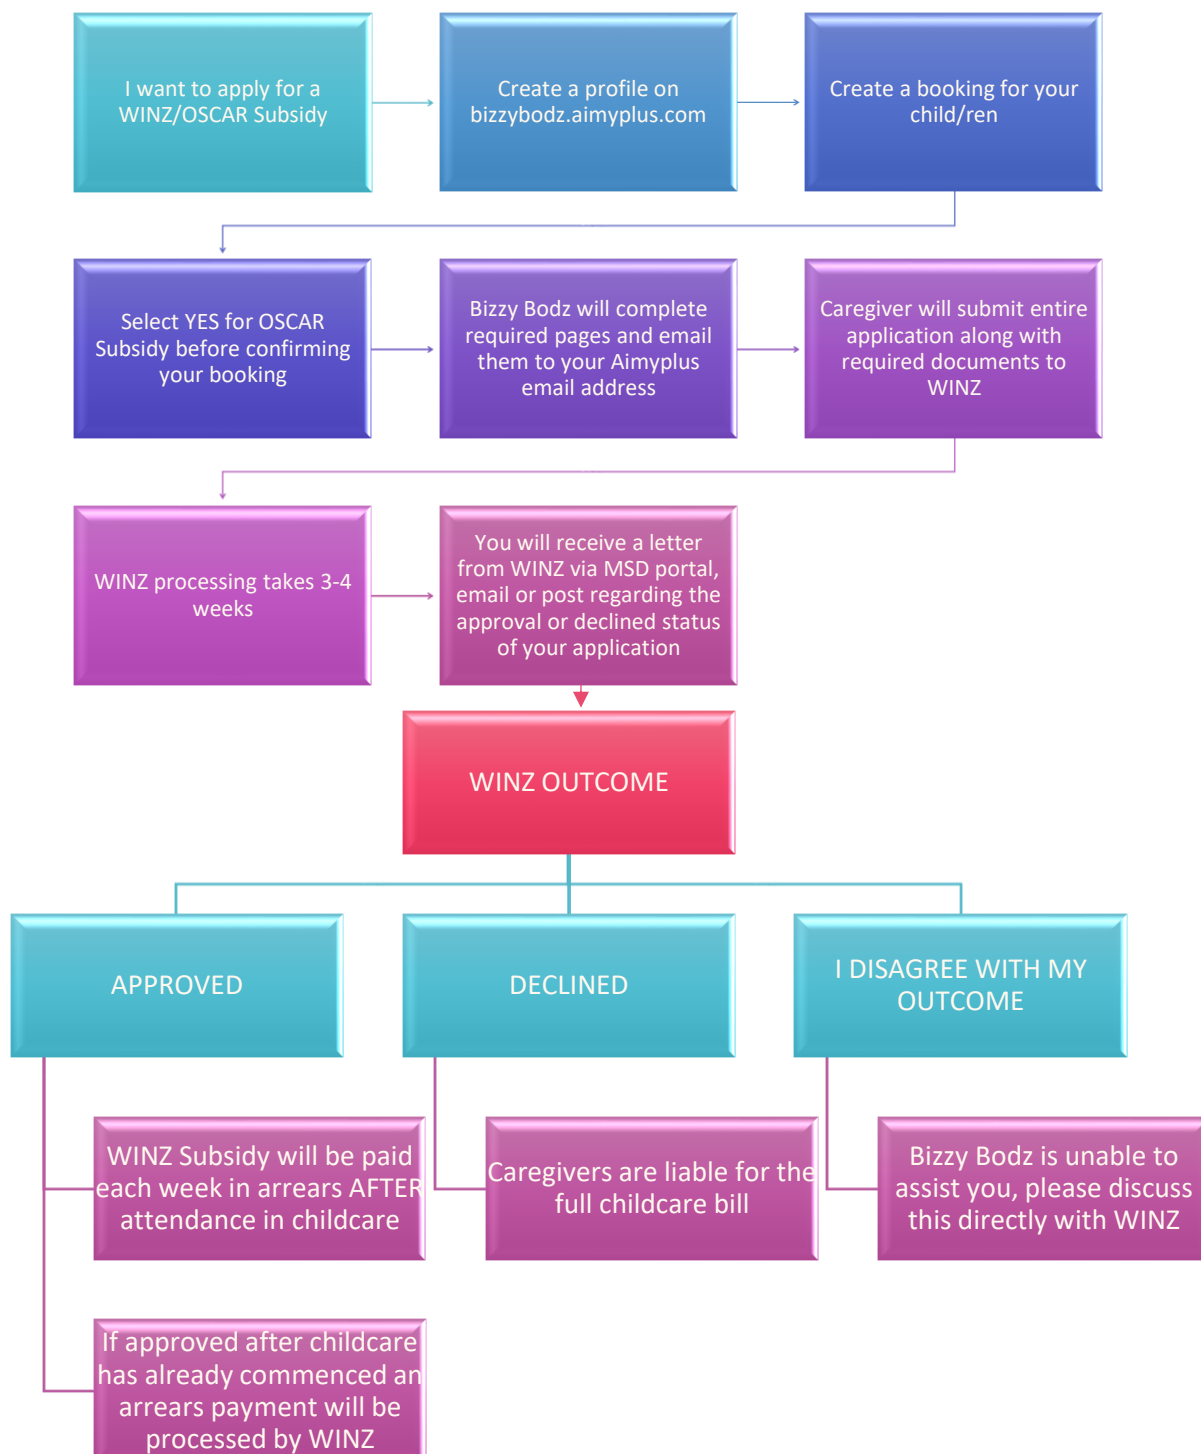 I want to apply for a
WINZ/OSCAR Subsidy
Create a profile on
bizzybodz.aimyplus.com
Create a booking for your
child/ren
Select YES for OSCAR
Subsidy before confirming
your booking
Bizzy Bodz will complete
required pages and email
them to your Aimyplus
email address
Caregiver will submit entire
application along with
required documents to
WINZ
WINZ processing takes 3-4
weeks
You will receive a letter
from WINZ via MSD portal,
email or post regarding the
approval or declined status
of your application
WINZ OUTCOME
APPROVED
DECLINED
I DISAGREE WITH MY
OUTCOME
WINZ Subsidy will be paid
each week in arrears AFTER
attendance in childcare
Caregivers are liable for the
full childcare bill
Bizzy Bodz is unable to
assist you, please discuss
this directly with WINZ
If approved after childcare
has already commenced an
arrears payment will be
processed by WINZ